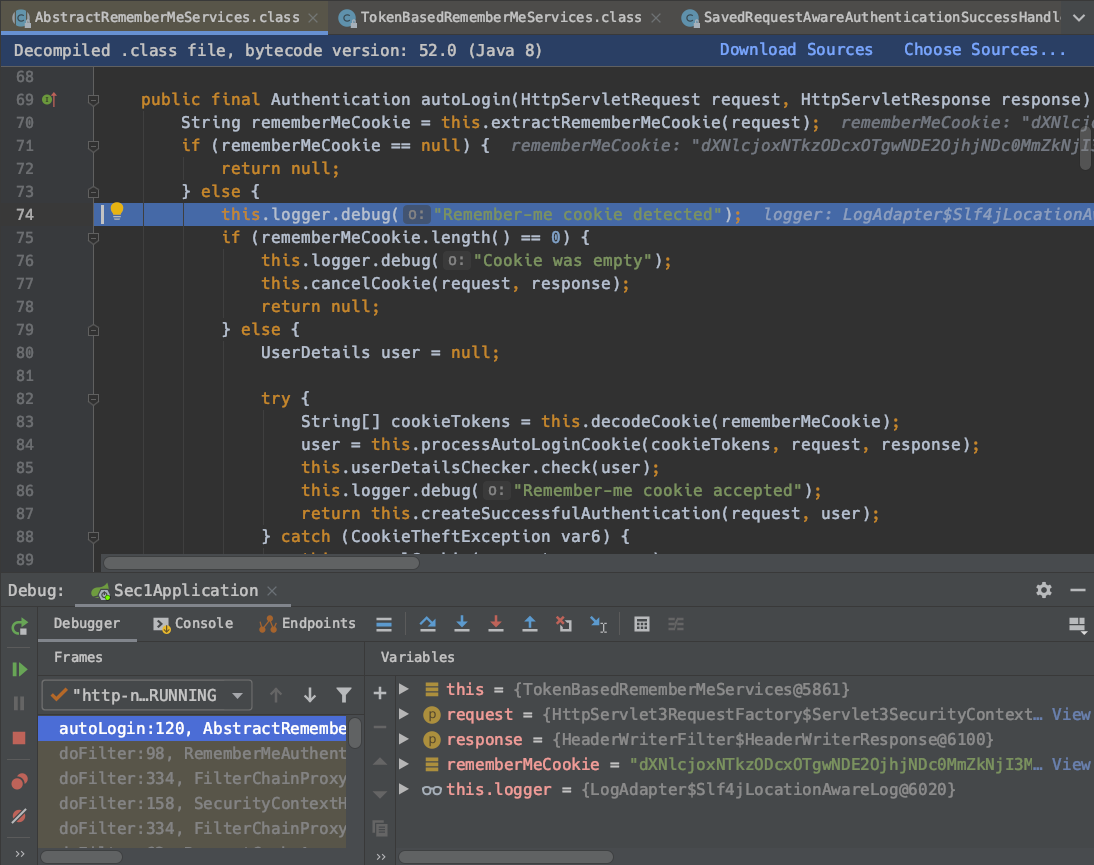 AbstractRememberMeServices.class TokenBasedRememberMeServices.class SavedRequestAwareAuthenticationSuccessHandl
Decompiled .class file, bytecode version: 52.0 (Java 8) Download Sources Choose Sources...
68
69 public final Authentication autoLogin(HttpServletRequest request, HttpServletResponse response)
70 String rememberMeCookie = this.extractRememberMeCookie(request); rememberMeCookie: "dXNlcjo
71 if (rememberMeCookie == null) { rememberMeCookie: "dXNlcjoxNTkzODcxOTgwNDE2OjhjNDc0MmZkNjI3
72 return null;
73 } else {
74 this.logger.debug( o: "Remember-me cookie detected"); logger: LogAdapter$Slf4jLocationAw
75 if (rememberMeCookie.length() == 0) {
76 this.logger.debug( o: "Cookie was empty");
77 this.cancelCookie(request, response);
78 return null;
79 } else {
80 UserDetails user = null;
81
82 try {
83 String[] cookieTokens = this.decodeCookie(rememberMeCookie);
84 user = this.processAutoLoginCookie(cookieTokens, request, response);
85 this.userDetailsChecker.check(user);
86 this.logger.debug( o: "Remember-me cookie accepted");
87 return this.createSuccessfulAuthentication(request, user);
88 } catch (CookieTheftException var6) {
89
Debug: Sec1Application
Debugger Console Endpoints
Frames Variables
"http-n...RUNNING
autoLogin:120, AbstractRemembe
doFilter:98, RememberMeAuthent
doFilter:334, FilterChainProxy
doFilter:158, SecurityContextH
doFilter:334, FilterChainProxy
this = {TokenBasedRememberMeServices@5861}
request = {HttpServlet3RequestFactory$Servlet3SecurityContext... View
response = {HeaderWriterFilter$HeaderWriterResponse@6100}
rememberMeCookie = "dXNlcjoxNTkzODcxOTgwNDE2OjhjNDc0MmZkNjI3M... View
this.logger = {LogAdapter$Slf4jLocationAwareLog@6020}